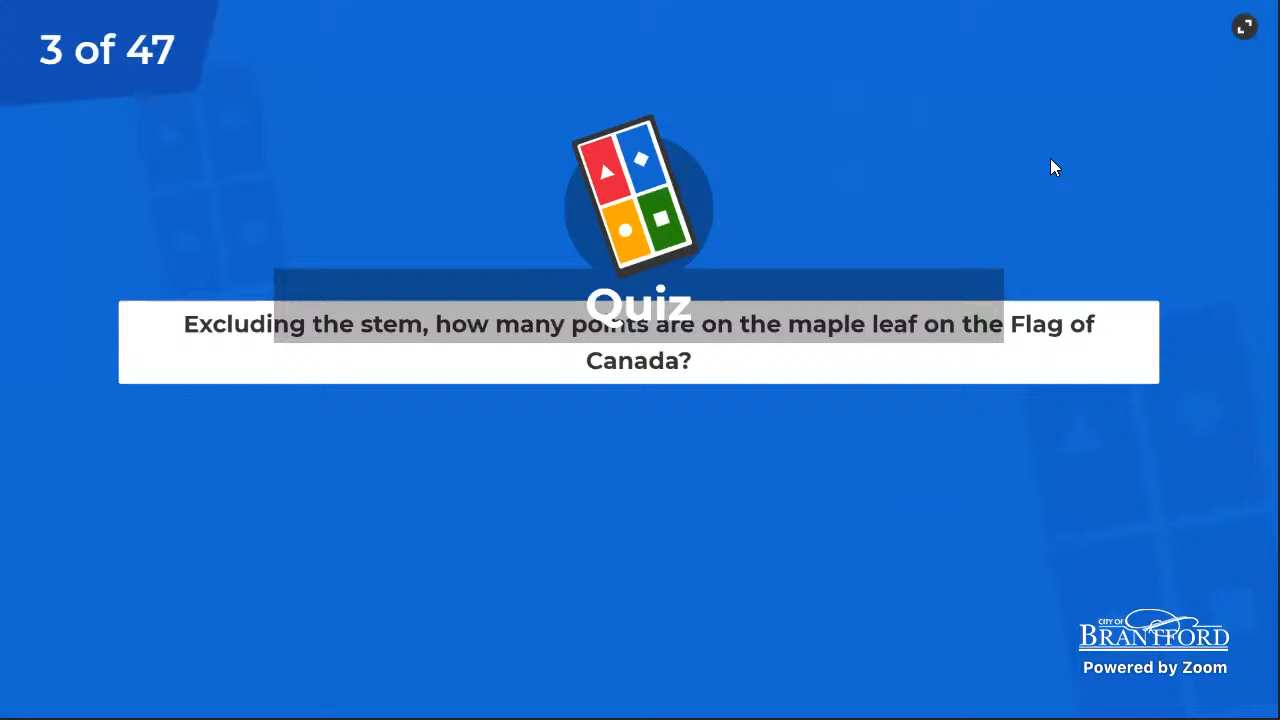 3 of 47
Quiz
Excluding the stem, how many points are on the maple leaf on the Flag of
Canada?
CITY OF
BRANTFORD
Powered by Zoom